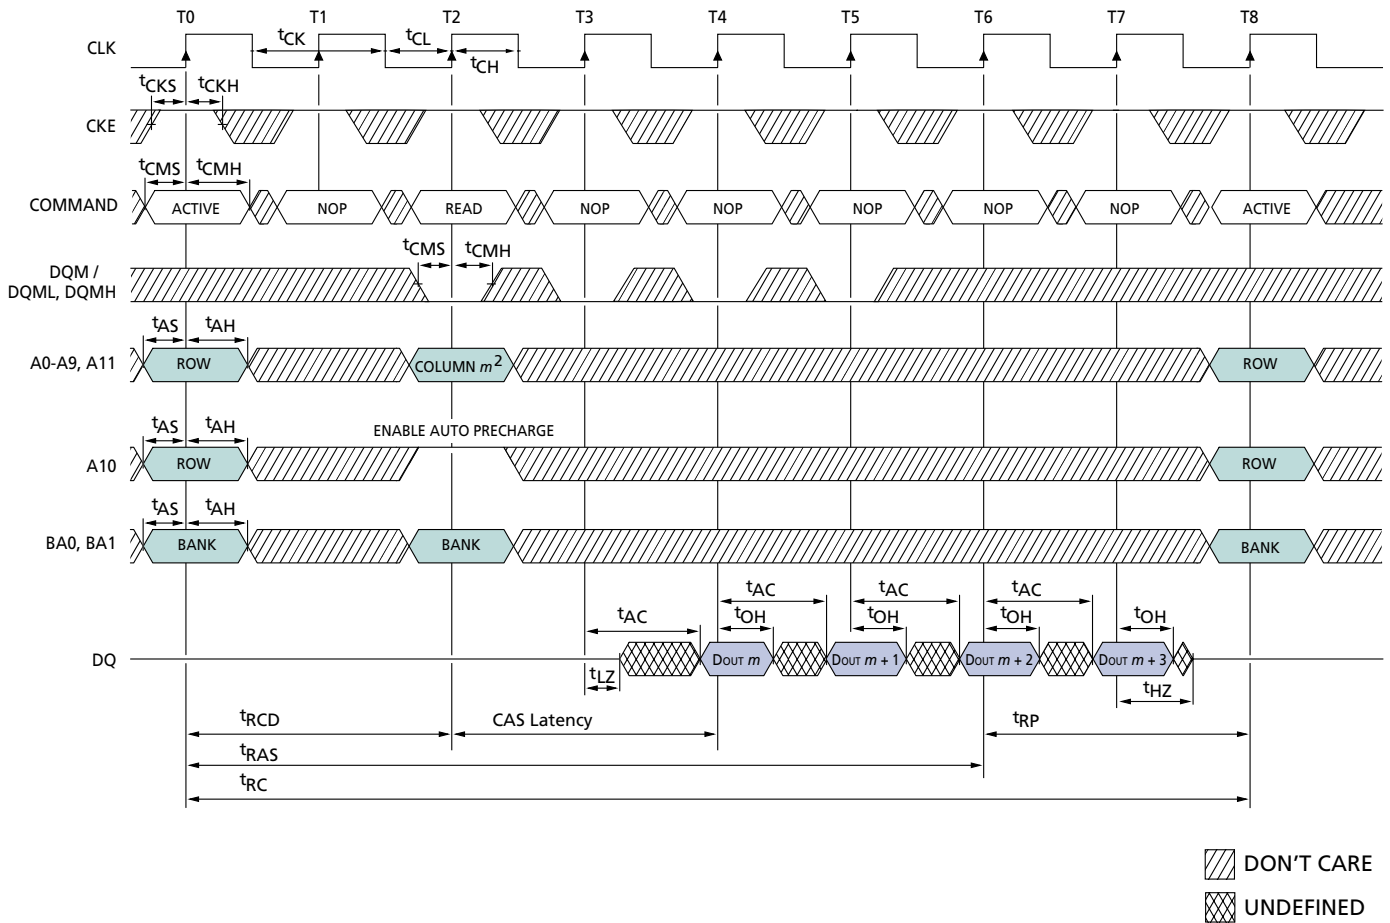 T0 T1 T2 T3 T4 T5 T6 T7 T8
CLK
tCK tCL
tCH
tCKS tCKH
CKE
tCMS tCMH
COMMAND ACTIVE NOP READ NOP NOP NOP NOP NOP ACTIVE
tCMS tCMH
DQM /
DQML, DQMH
tAS tAH
A0-A9, A11 ROW COLUMN m2 ROW
tAS tAH
ENABLE AUTO PRECHARGE
A10 ROW ROW
tAS tAH
BA0, BA1 BANK BANK BANK
tAC tAC tAC
tAC tOH tOH tOH tOH
DQ DOUT m DOUT m + 1 DOUT m + 2 DOUT m + 3
tLZ tHZ
tRCD CAS Latency tRP
tRAS
tRC
DON'T CARE
UNDEFINED